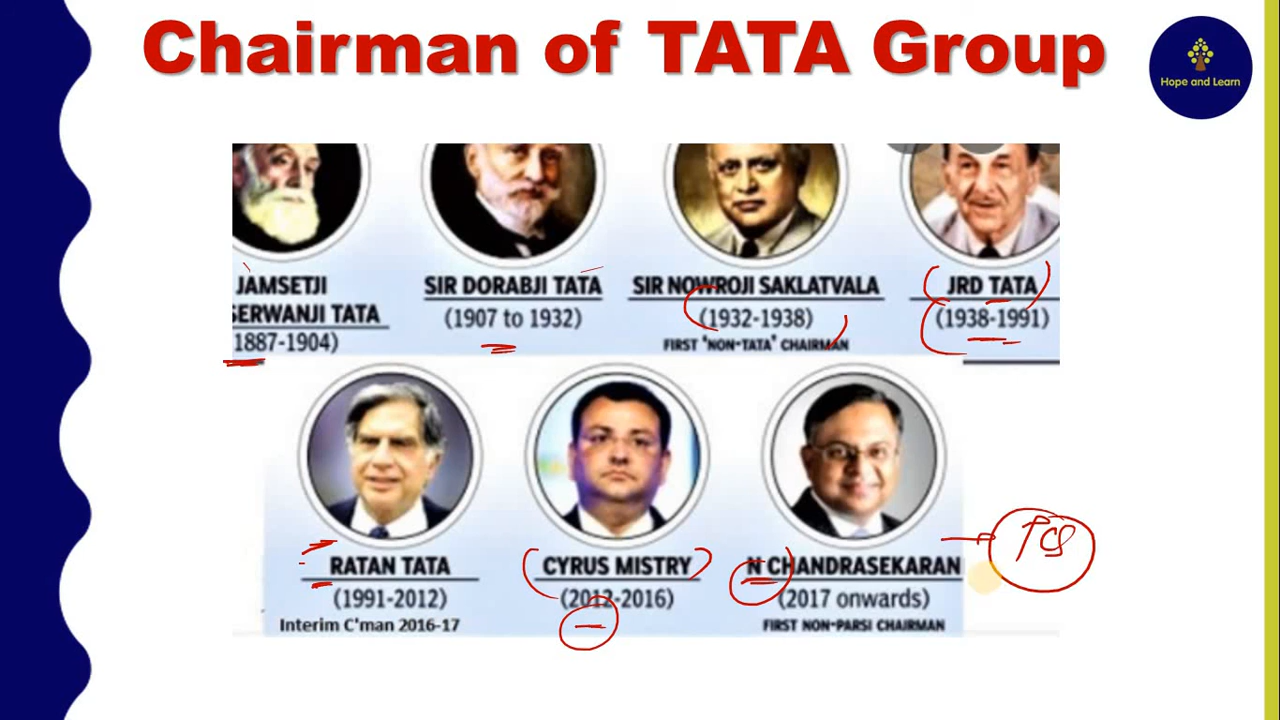 Chairman of TATA Group
Hope and Learn
JAMSETJI
SERWANJI TATA
1887-1904)
SIR DORABJI TATA
(1907 to 1932)
SIR NOWROJI SAKLATVALA
(1932-1938)
FIRST "NON-TATA" CHAIRMAN
JRD TATA
(1938-1991)
RATAN TATA
(1991-2012)
Interim C'man 2016-17
CYRUS MISTRY
(2012-2016)
N CHANDRASEKARAN
(2017 onwards)
FIRST NON-PARSI CHAIRMAN
TCS